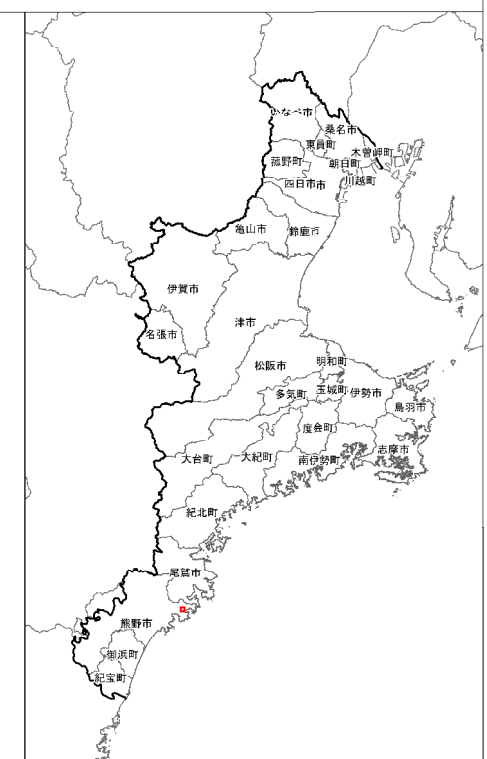 いなべ市
桑名市
東員町
木曽岬町
菰野町
朝日町
川越町
四日市市
亀山市
鈴鹿市
伊賀市
津市
名張市
松阪市
明和町
多気町
玉城町
伊勢市
鳥羽市
度会町
志摩市
大台町
大紀町
南伊勢町
紀北町
尾鷲市
熊野市
御浜町
紀宝町